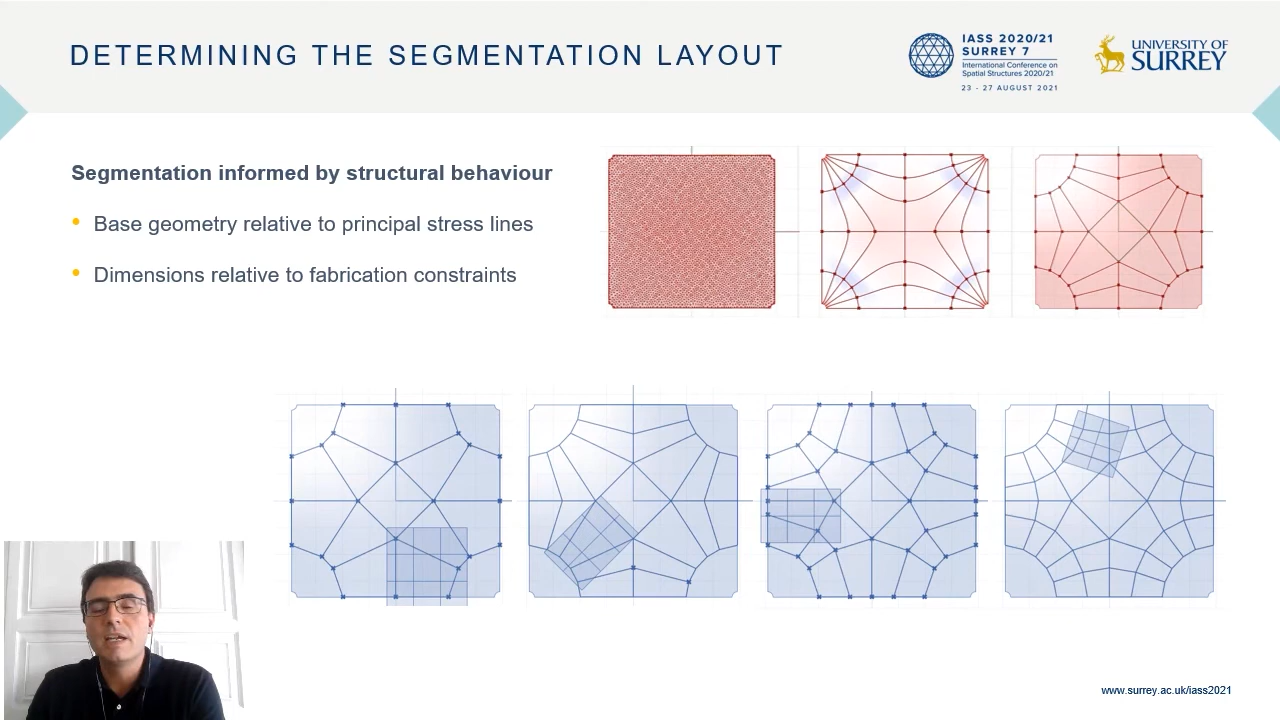 DETERMINING THE SEGMENTATION LAYOUT
IASS 2020/21
SURREY 7
International Conference on
Spatial Structures 2020/21
23 - 27 AUGUST 2021
UNIVERSITY OF
SURREY
Segmentation informed by structural behaviour
• Base geometry relative to principal stress lines
• Dimensions relative to fabrication constraints
www.surrey.ac.uk/iass2021